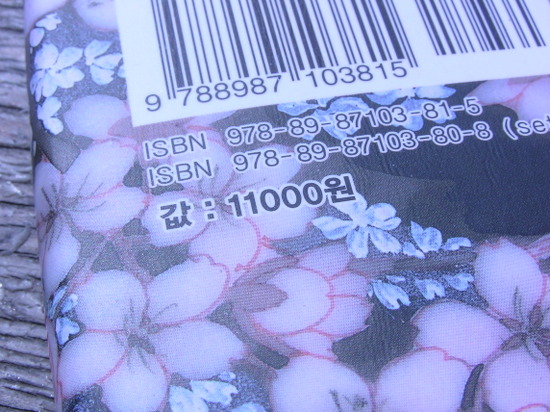 9 788987 103815
ISBN 978-89-87103-81-5
ISBN 978-89-87103-80-8 (set
값 : 11000원